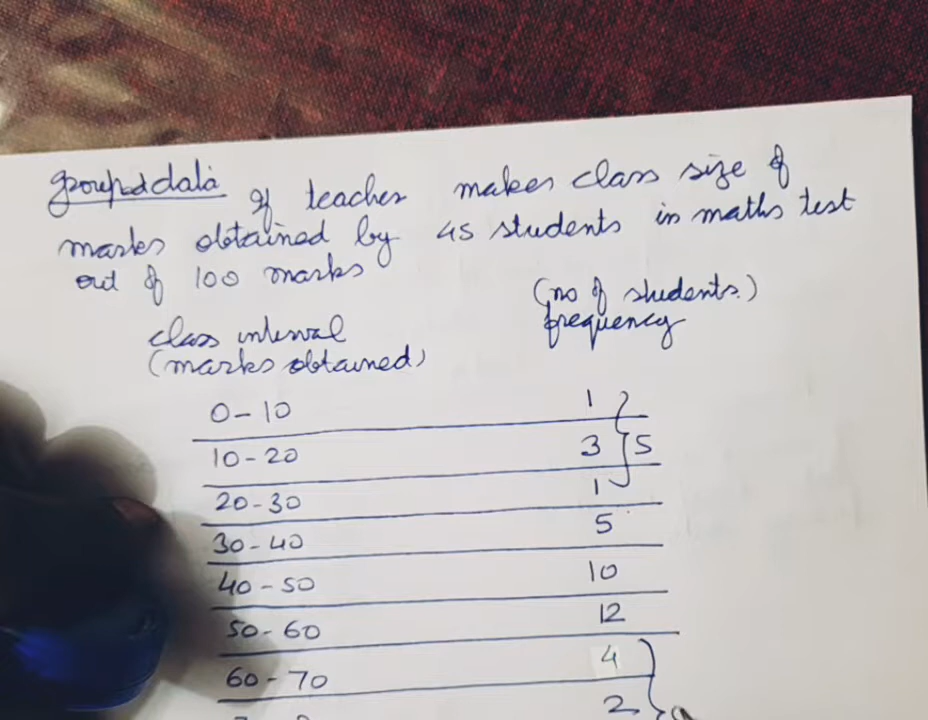 grouped data If teacher makes class size of
marks obtained by 45 students in maths test
out of 100 marks
(no of students.)
class interval frequency
(marks obtained)
0-10 1
10-20 3 5
20-30 1
30-40 5
40-50 10
50-60 12
60-70 4
2